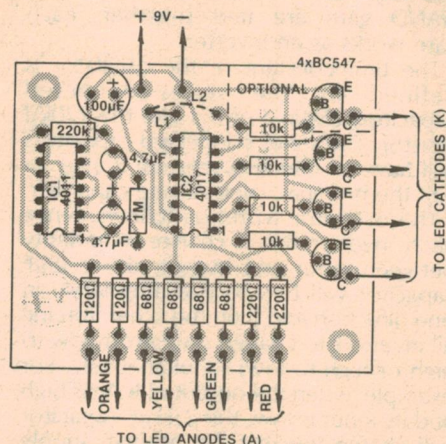 + 9V -
4xBC547
OPTIONAL
100µF
+
L2
L1
220k
10k
E
B
C
4.7µF
+
IC1
4011
1
1M
IC2
4017
1
10k
E
B
C
10k
E
B
C
4.7µF
+
10k
E
B
C
TO LED CATHODES (K)
120Ω
120Ω
68Ω
68Ω
68Ω
68Ω
220Ω
220Ω
ORANGE
YELLOW
GREEN
RED
TO LED ANODES (A)